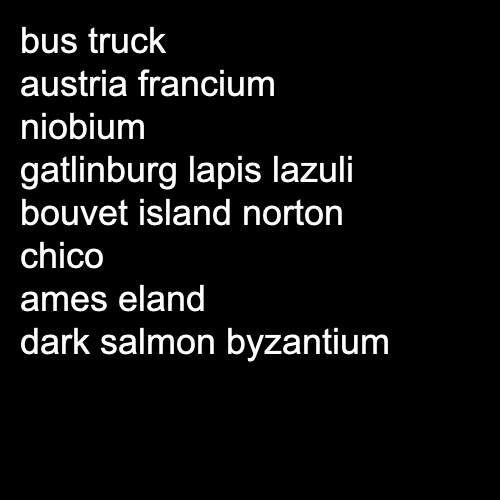 bus truck
austria francium
niobium
gatlinburg lapis lazuli
bouvet island norton
chico
ames eland
dark salmon byzantium